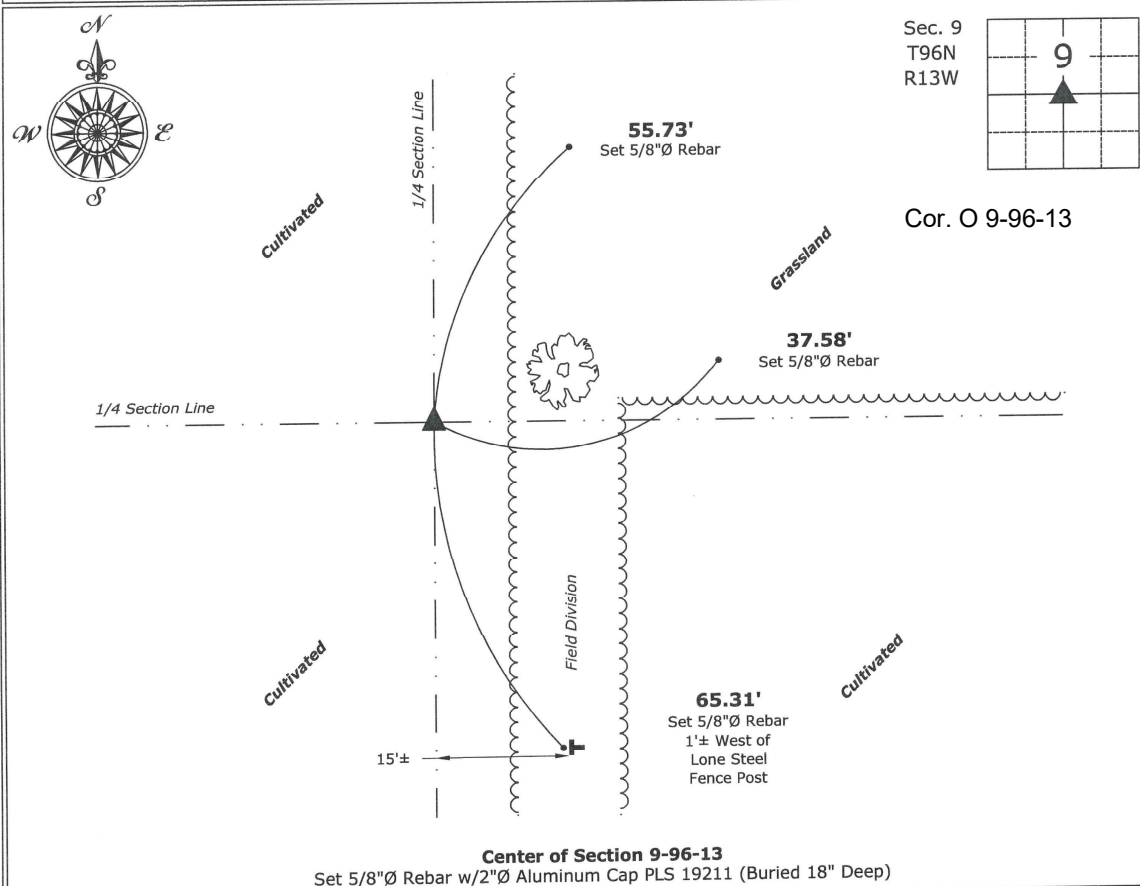 N
W
E
S
Sec. 9
T96N
R13W
9
Cor. O 9-96-13
1/4 Section Line
55.73'
Set 5/8"Ø Rebar
Cultivated
Grassland
37.58'
Set 5/8"Ø Rebar
1/4 Section Line
Field Division
Cultivated
Cultivated
65.31'
Set 5/8"Ø Rebar
1'± West of
Lone Steel
Fence Post
15'±
Center of Section 9-96-13
Set 5/8"Ø Rebar w/2"Ø Aluminum Cap PLS 19211 (Buried 18" Deep)